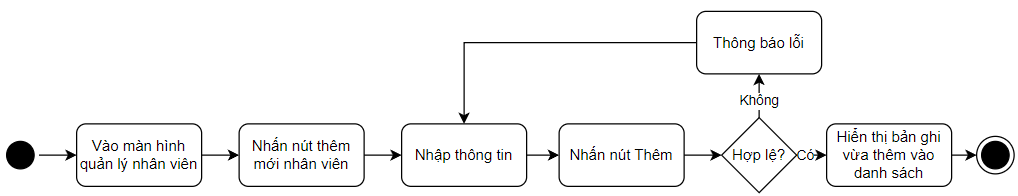 Thông báo lỗi
Không
Vào màn hình
quản lý nhân viên
Nhấn nút thêm
mới nhân viên
Nhập thông tin
Nhấn nút Thêm
Hợp lệ?
Có
Hiển thị bản ghi
vừa thêm vào
danh sách